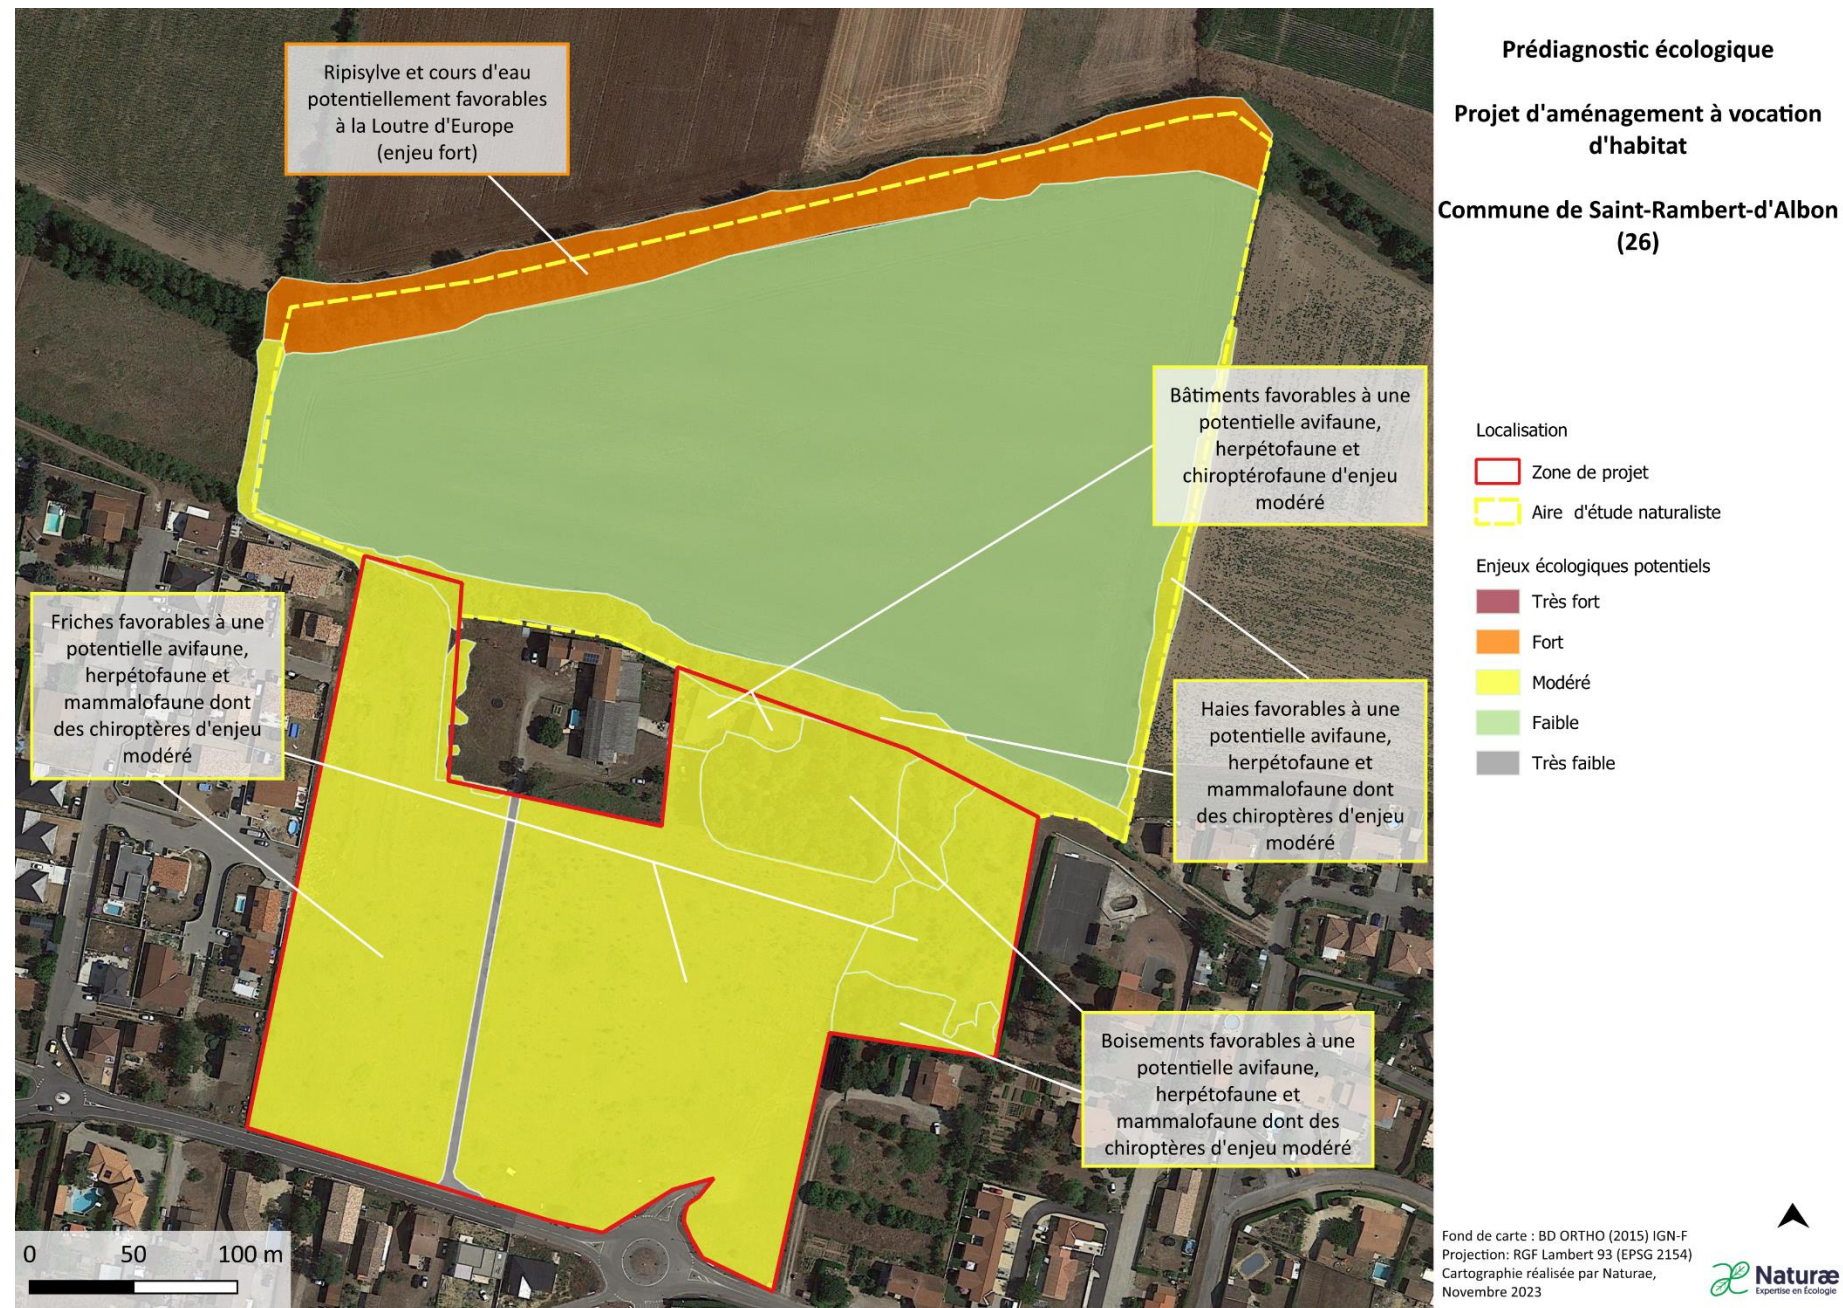 Prédiagnostic écologique
Projet d'aménagement à vocation
d'habitat
Commune de Saint-Rambert-d'Albon
(26)
Ripisylve et cours d'eau
potentiellement favorables
à la Loutre d'Europe
(enjeu fort)
Bâtiments favorables à une
potentielle avifaune,
herpétofaune et
chiroptérofaune d'enjeu
modéré
Friches favorables à une
potentielle avifaune,
herpétofaune et
mammalofaune dont
des chiroptères d'enjeu
modéré
Haies favorables à une
potentielle avifaune,
herpétofaune et
mammalofaune dont
des chiroptères d'enjeu
modéré
Boisements favorables à une
potentielle avifaune,
herpétofaune et
mammalofaune dont des
chiroptères d'enjeu modéré
Localisation
Zone de projet
Aire d'étude naturaliste
Enjeux écologiques potentiels
Très fort
Fort
Modéré
Faible
Très faible
0 50 100 m
Fond de carte : BD ORTHO (2015) IGN-F
Projection: RGF Lambert 93 (EPSG 2154)
Cartographie réalisée par Naturae,
Novembre 2023
Naturæ
Expertise en Écologie